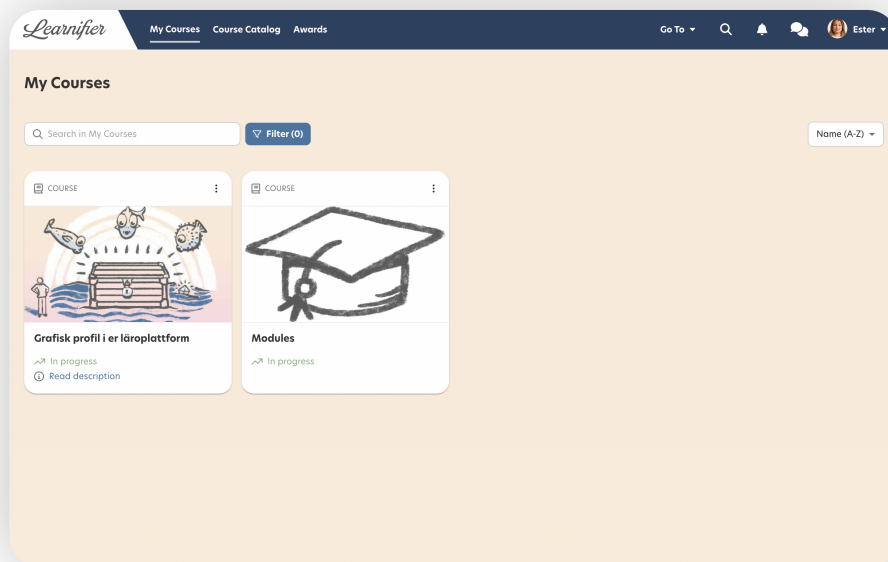 Learnifier
My Courses Course Catalog Awards Go To Ester
My Courses
Search in My Courses Filter (0) Name (A-Z)
COURSE COURSE
Grafisk profil i er läroplattform Modules
In progress In progress
Read description